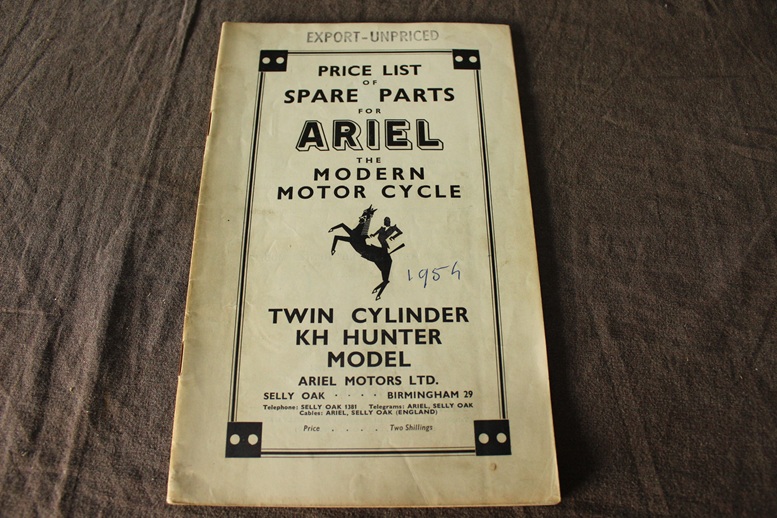 EXPORT-UNPRICED
PRICE LIST
OF
SPARE PARTS
FOR
ARIEL
THE
MODERN
MOTOR CYCLE
1954
TWIN CYLINDER
KH HUNTER
MODEL
ARIEL MOTORS LTD.
SELLY OAK . . . . BIRMINGHAM 29
Telephone: SELLY OAK 1381 Telegrams: ARIEL, SELLY OAK
Cables: ARIEL, SELLY OAK (ENGLAND)
Price . . . . Two Shillings